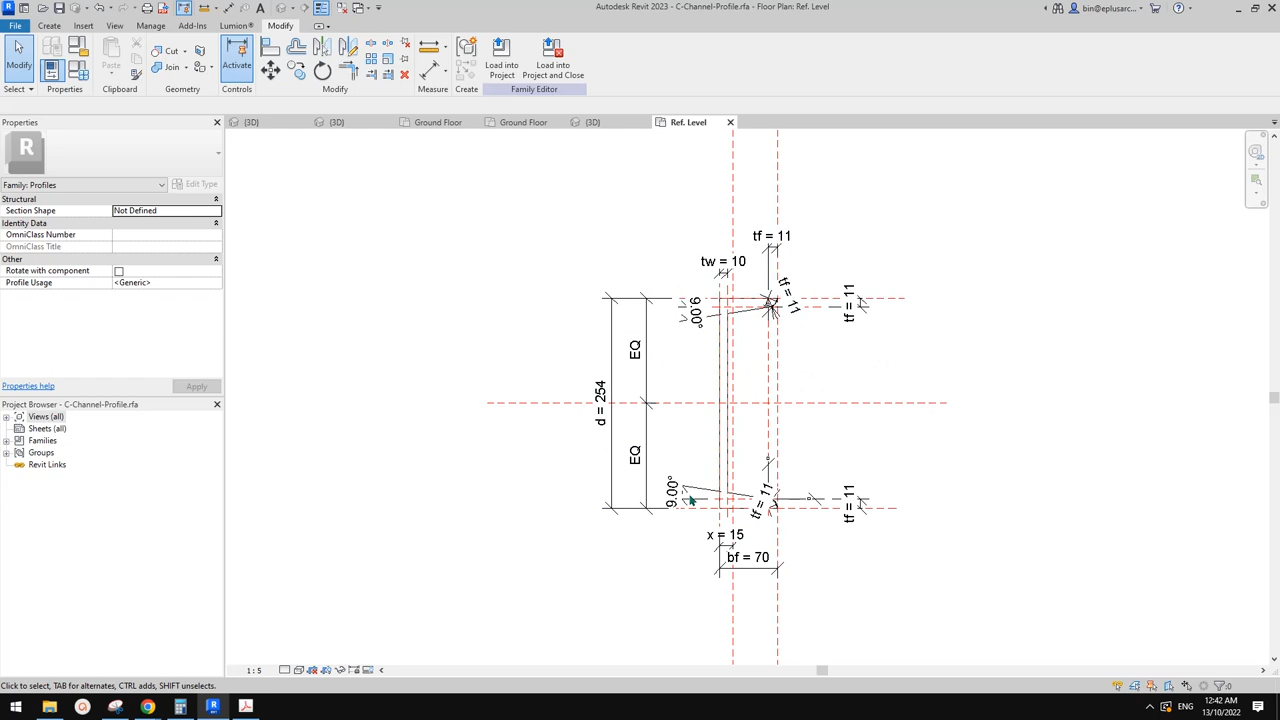 Autodesk Revit 2023 - C-Channel-Profile.rfa - Floor Plan: Ref. Level
bin@eplusarc...
File Create Insert View Manage Add-Ins Lumion® Modify
Modify
Paste
Cut
Join
Activate
Load into Project
Load into Project and Close
Select Properties Clipboard Geometry Controls Modify Measure Create Family Editor
Properties
{3D} {3D} Ground Floor Ground Floor {3D} Ref. Level
R
Family: Profiles Edit Type
Structural
Section Shape Not Defined
Identity Data
OmniClass Number
OmniClass Title
Other
Rotate with component
Profile Usage <Generic>
Properties help Apply
Project Browser - C-Channel-Profile.rfa
Views (all)
Sheets (all)
Families
Groups
Revit Links
tf = 11
tw = 10
tf = 11
9.00°
tf = 11
EQ
d = 254
EQ
9.00°
tf = 11
tf = 11
x = 15
bf = 70
1 : 5
Click to select, TAB for alternates, CTRL adds, SHIFT unselects.
:0
ENG
12:42 AM
13/10/2022